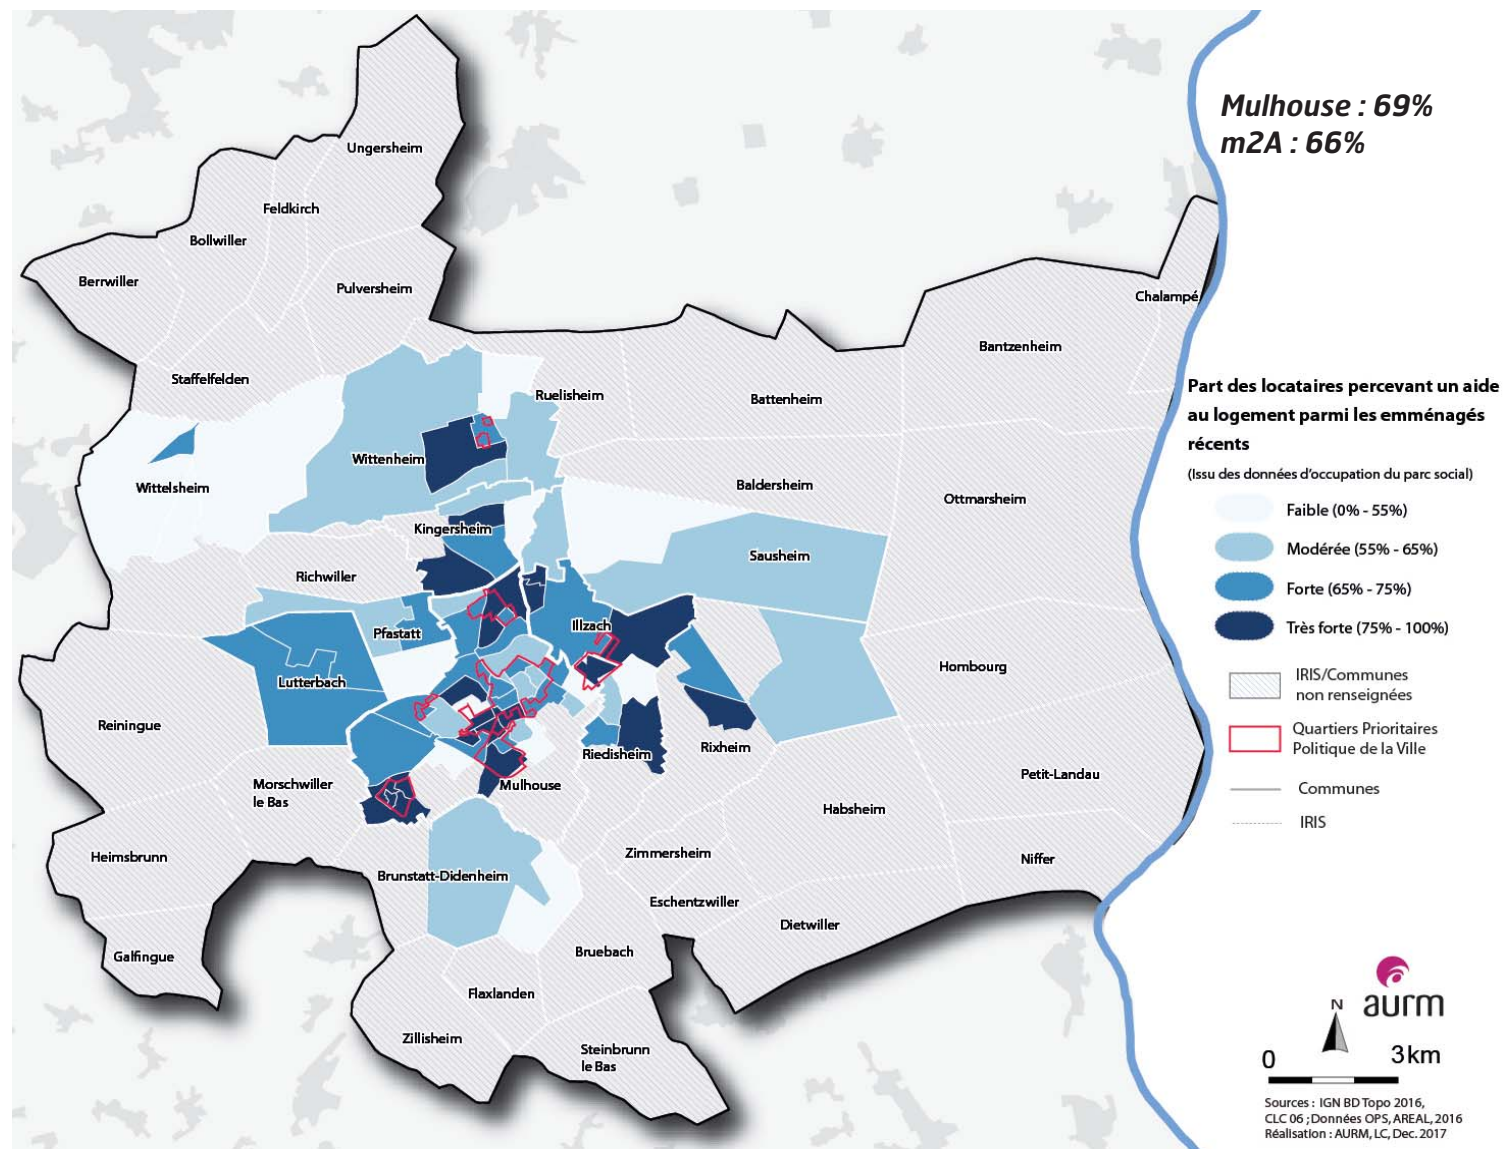 Mulhouse : 69%
m2A : 66%
Ungersheim
Feldkirch
Bollwiller
Berrwiller
Pulversheim
Chalampé
Bantzenheim
Staffelfelden
Ruelisheim
Battenheim
Wittenheim
Wittelsheim
Baldersheim
Ottmarsheim
Kingersheim
Sausheim
Richwiller
Illzach
Pfastatt
Hombourg
Lutterbach
Reiningue
Riedisheim
Rixheim
Petit-Landau
Morschwiller
le Bas
Mulhouse
Habsheim
Heimsbrunn
Zimmersheim
Niffer
Brunstatt-Didenheim
Eschentzwiller
Dietwiller
Galfingue
Bruebach
Flaxlanden
Zillisheim
Steinbrunn
le Bas
Part des locataires percevant un aide
au logement parmi les emménagés
récents
(Issu des données d'occupation du parc social)
Faible (0% - 55%)
Modérée (55% - 65%)
Forte (65% - 75%)
Très forte (75% - 100%)
IRIS/Communes
non renseignées
Quartiers Prioritaires
Politique de la Ville
Communes
IRIS
aurm
N
0 3km
Sources : IGN BD Topo 2016,
CLC 06 ; Données OPS, AREAL, 2016
Réalisation : AURM, LC, Dec. 2017